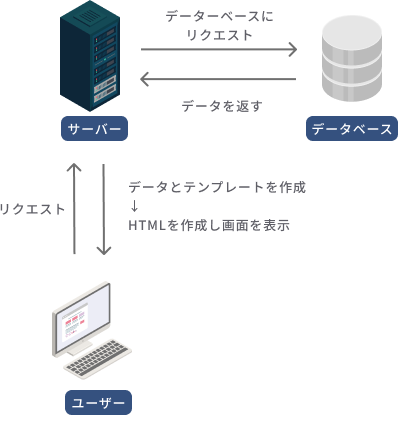 データーベースに
リクエスト
データを返す
サーバー
データベース
リクエスト
データとテンプレートを作成
↓
HTMLを作成し画面を表示
ユーザー